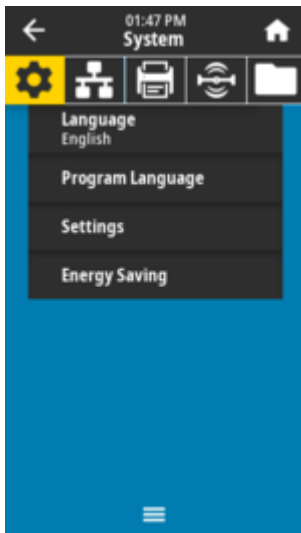 01:47 PM
System
Language
English
Program Language
Settings
Energy Saving